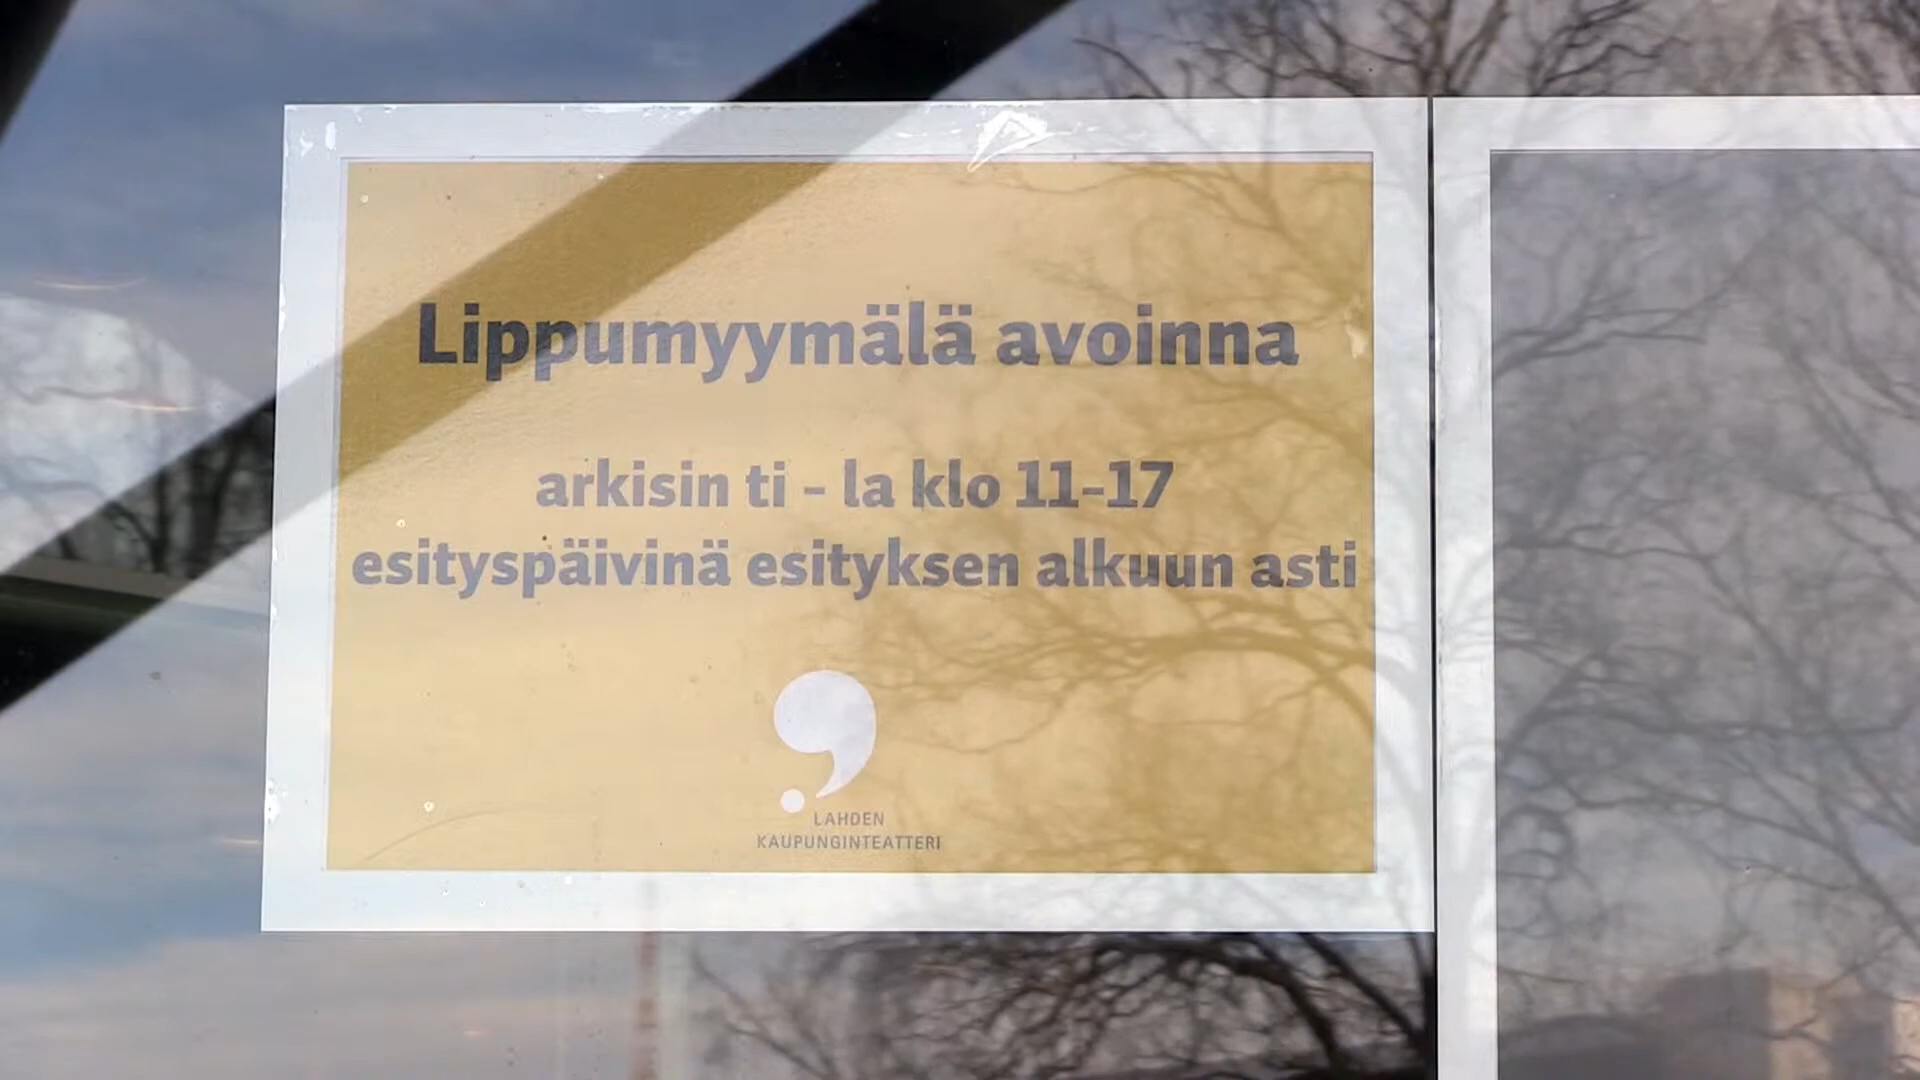 Lippumyymälä avoinna
arkisin ti - la klo 11-17
esityspäivinä esityksen alkuun asti
LAHDEN
KAUPUNGINTEATTERI